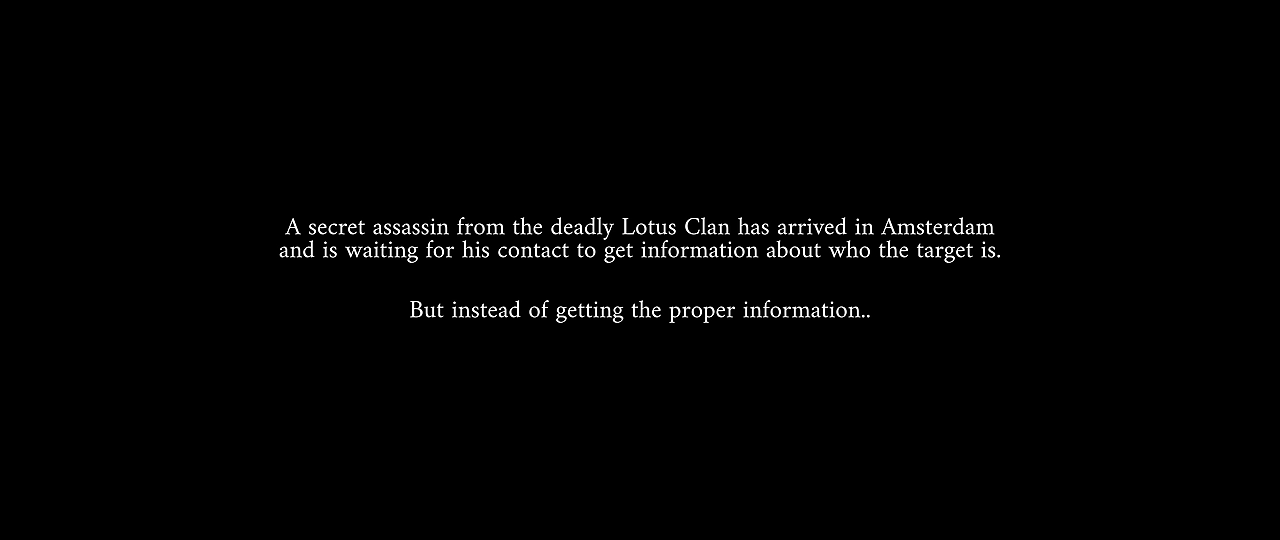 A secret assassin from the deadly Lotus Clan has arrived in Amsterdam
and is waiting for his contact to get information about who the target is.
But instead of getting the proper information..